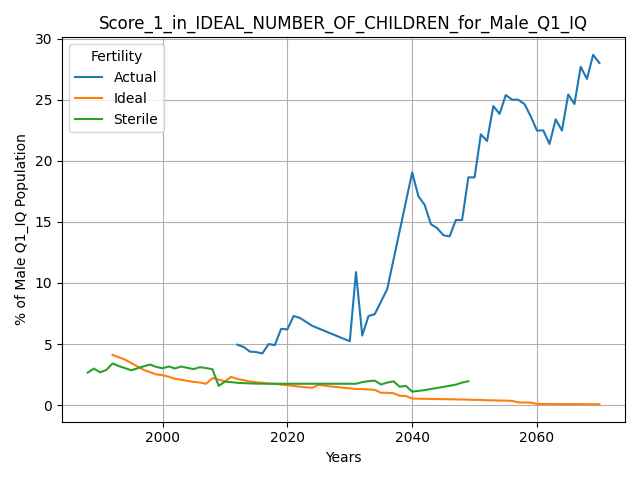 Score_1_in_IDEAL_NUMBER_OF_CHILDREN_for_Male_Q1_IQ
Fertility
Actual
Ideal
Sterile
% of Male Q1_IQ Population
30
25
20
15
10
5
0
2000 2020 2040 2060
Years